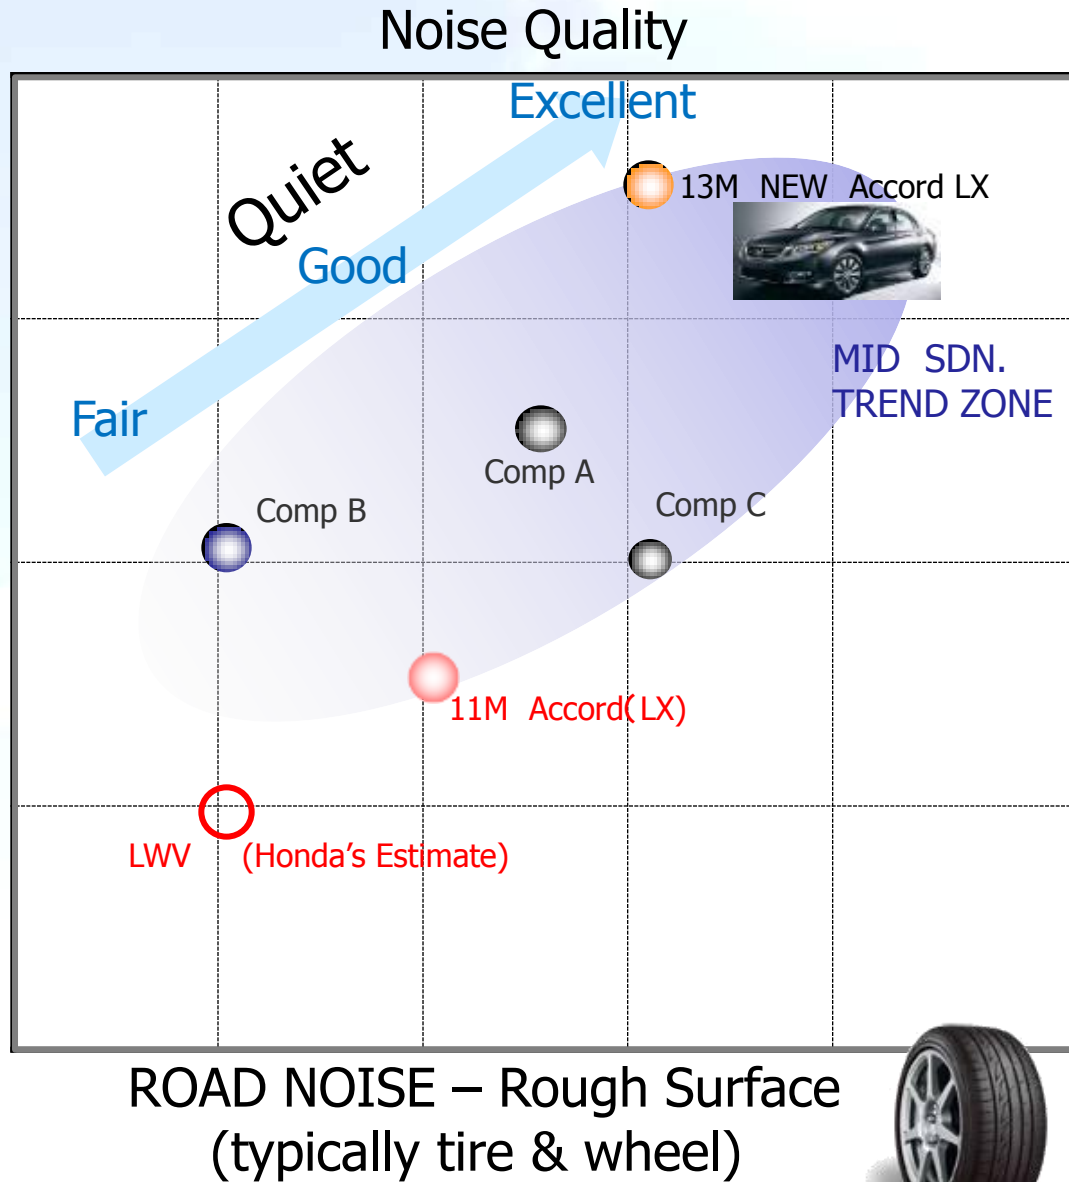 Noise Quality
Excellent
Quiet
13M NEW Accord LX
Good
MID SDN.
TREND ZONE
Fair
Comp A
Comp B
Comp C
11M Accord(LX)
LWV (Honda's Estimate)
ROAD NOISE – Rough Surface
(typically tire & wheel)